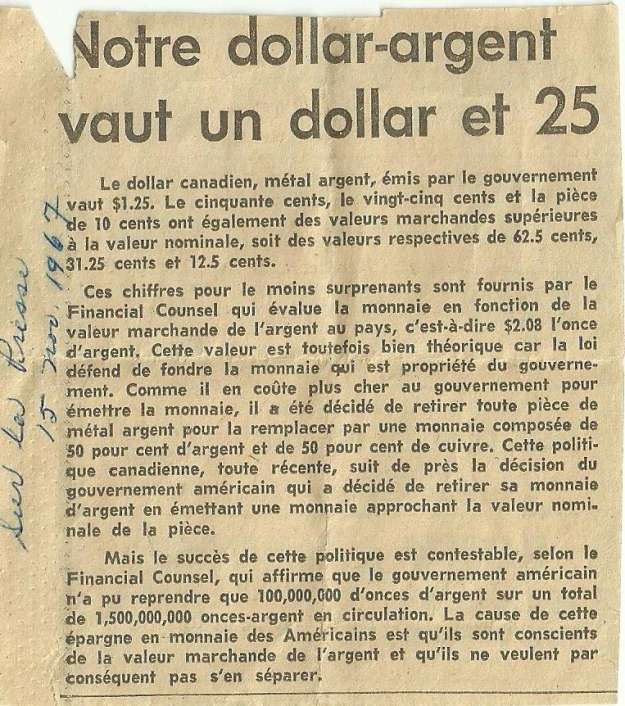 Notre dollar-argent
vaut un dollar et 25
Le dollar canadien, métal argent, émis par le gouvernement
vaut $1.25. Le cinquante cents, le vingt-cinq cents et la pièce
de 10 cents ont également des valeurs marchandes supérieures
à la valeur nominale, soit des valeurs respectives de 62.5 cents,
31.25 cents et 12.5 cents.
Ces chiffres pour le moins surprenants sont fournis par le
Financial Counsel qui évalue la monnaie en fonction de la
valeur marchande de l'argent au pays, c'est-à-dire $2.08 l'once
d'argent. Cette valeur est toutefois bien théorique car la loi
défend de fondre la monnaie qui est propriété du gouverne-
ment. Comme il en coûte plus cher au gouvernement pour
émettre la monnaie, il a été décidé de retirer toute pièce de
métal argent pour la remplacer par une monnaie composée de
50 pour cent d'argent et de 50 pour cent de cuivre. Cette politi-
que canadienne, toute récente, suit de près la décision du
gouvernement américain qui a décidé de retirer sa monnaie
d'argent en émettant une monnaie approchant la valeur nomi-
nale de la pièce.
Mais le succès de cette politique est contestable, selon le
Financial Counsel, qui affirme que le gouvernement américain
n'a pu reprendre que 100,000,000 d'onces d'argent sur un total
de 1,500,000,000 onces-argent en circulation. La cause de cette
épargne en monnaie des Américains est qu'ils sont conscients
de la valeur marchande de l'argent et qu'ils ne veulent par
conséquent pas s'en séparer.
Sur La Presse
15 nov. 1967